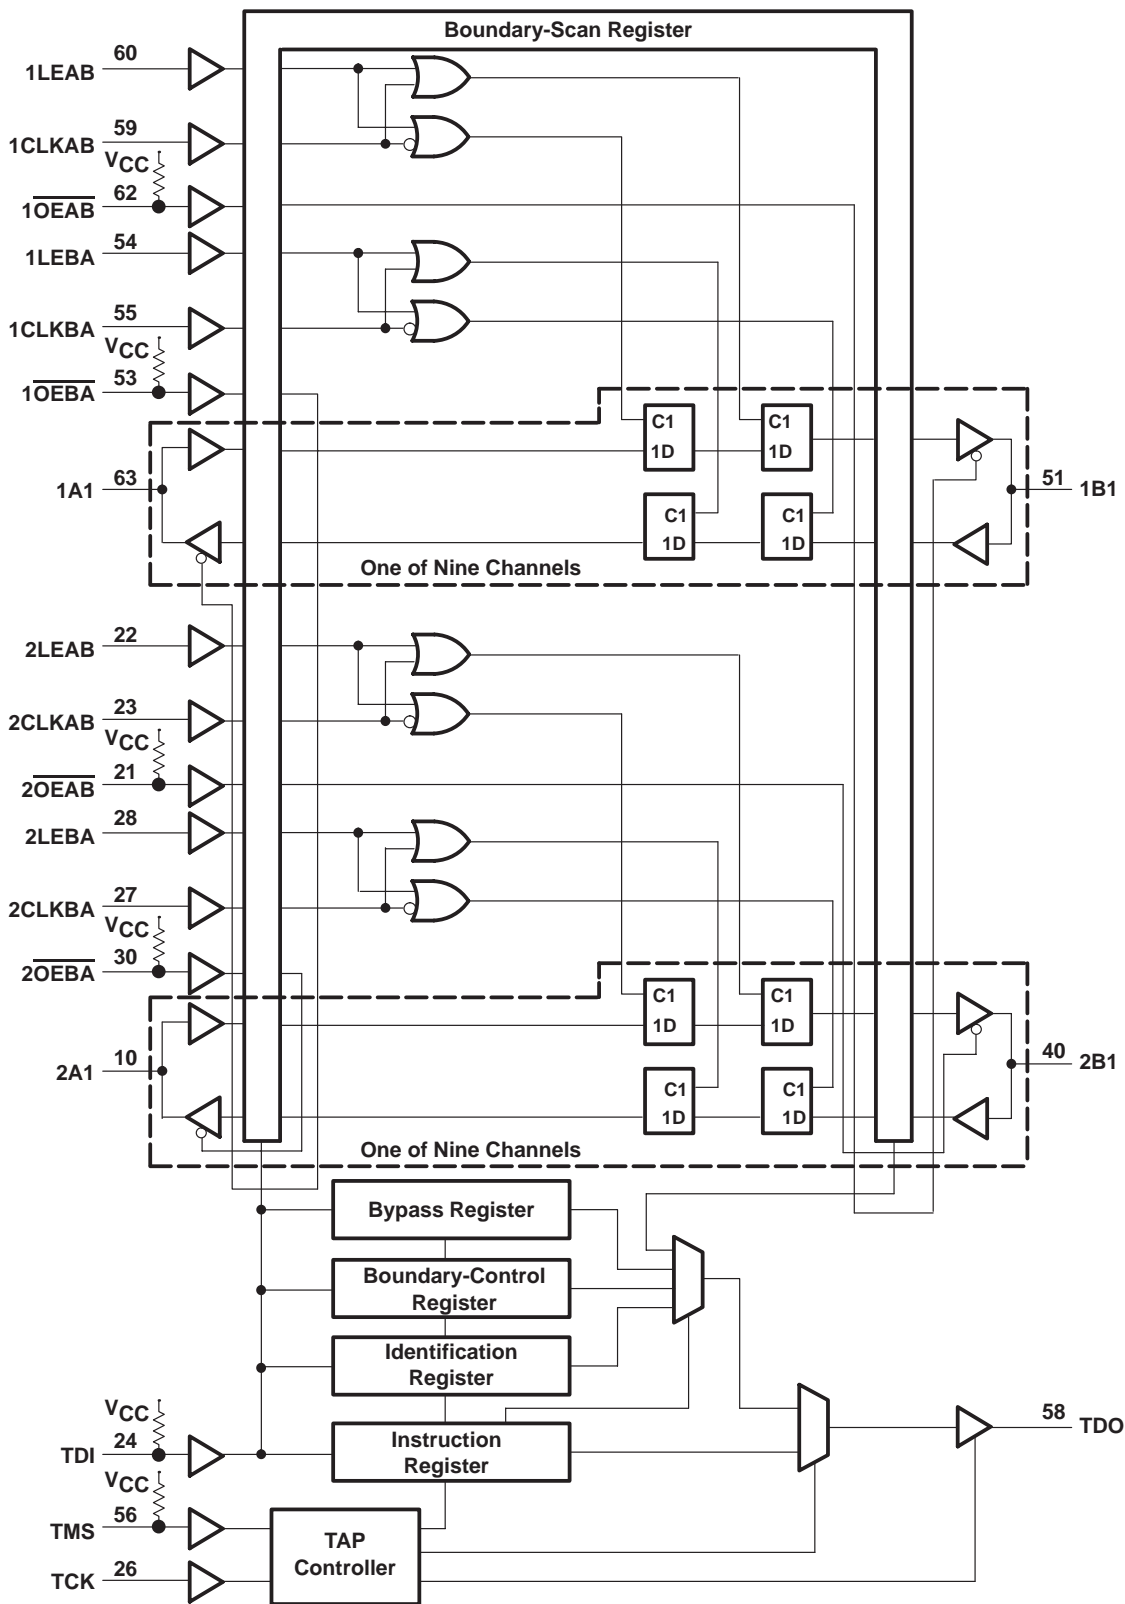 Boundary-Scan Register
1LEAB 60
1CLKAB 59
VCC
1O̅E̅A̅B̅ 62
1LEBA 54
1CLKBA 55
VCC
1O̅E̅B̅A̅ 53
C1
1D
C1
1D
1A1 63
51 1B1
C1
1D
C1
1D
One of Nine Channels
2LEAB 22
2CLKAB 23
VCC
2O̅E̅A̅B̅ 21
2LEBA 28
2CLKBA 27
VCC
2O̅E̅B̅A̅ 30
C1
1D
C1
1D
2A1 10
40 2B1
C1
1D
C1
1D
One of Nine Channels
Bypass Register
Boundary-Control
Register
Identification
Register
VCC
TDI 24
Instruction
Register
58 TDO
VCC
TMS 56
TAP
Controller
TCK 26